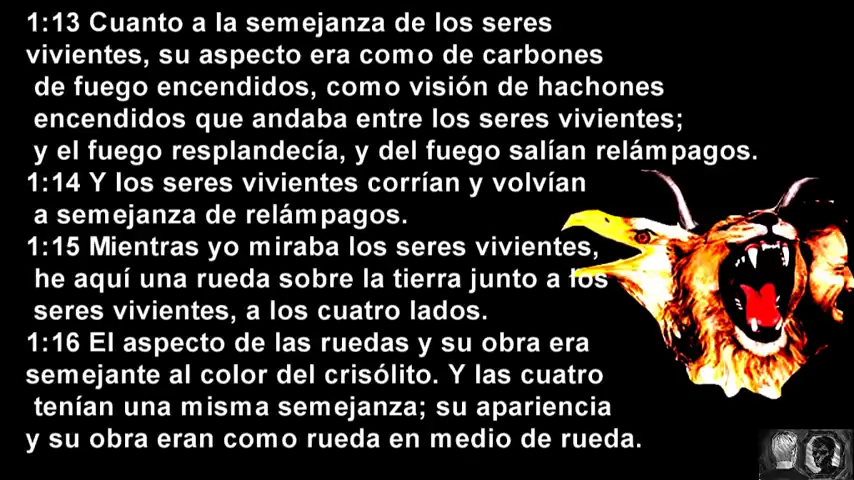 1:13 Cuanto a la semejanza de los seres
vivientes, su aspecto era como de carbones
de fuego encendidos, como visión de hachones
encendidos que andaba entre los seres vivientes;
y el fuego resplandecía, y del fuego salían relámpagos.
1:14 Y los seres vivientes corrían y volvían
a semejanza de relámpagos.
1:15 Mientras yo miraba los seres vivientes,
he aquí una rueda sobre la tierra junto a los
seres vivientes, a los cuatro lados.
1:16 El aspecto de las ruedas y su obra era
semejante al color del crisólito. Y las cuatro
tenían una misma semejanza; su apariencia
y su obra eran como rueda en medio de rueda.